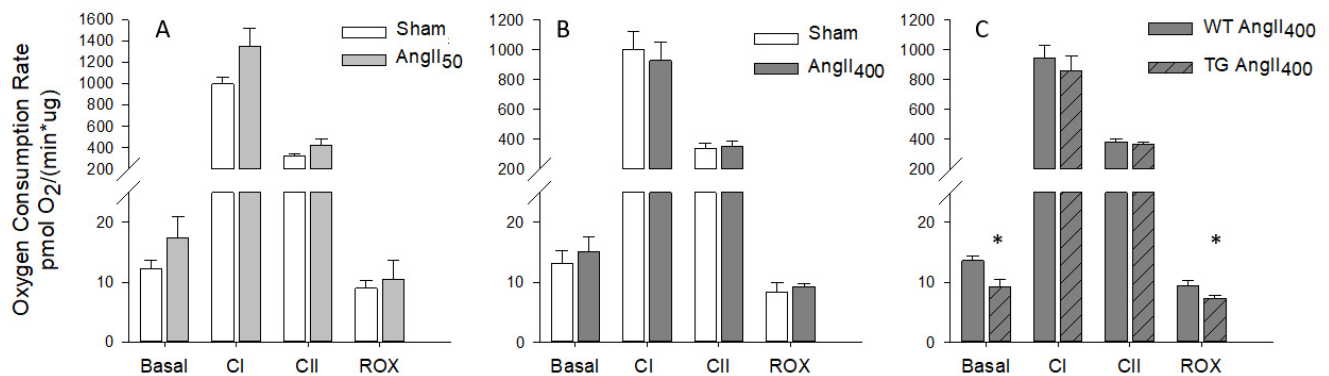 Oxygen Consumption Rate
pmol O2/(min*ug)
A
Sham
AngII50
1600
1400
1200
1000
800
600
400
200
20
10
0
Basal CI CII ROX
B
Sham
AngII400
1200
1000
800
600
400
200
20
10
0
Basal CI CII ROX
C
WT AngII400
TG AngII400
1200
1000
800
600
400
200
20
10
0
* *
Basal CI CII ROX